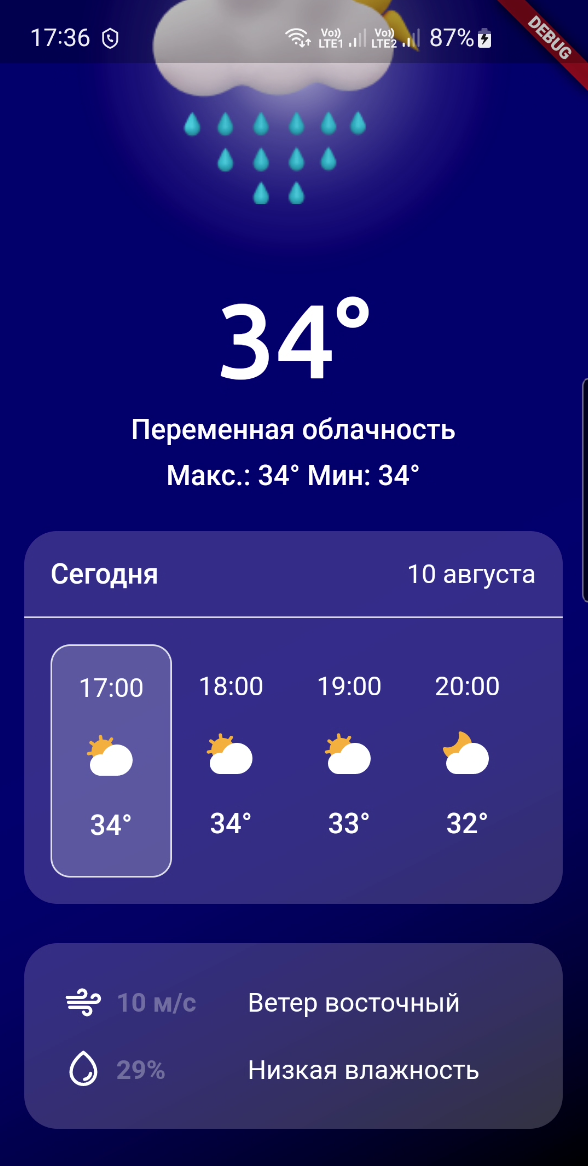 17:36 Vo)) LTE1 Vo)) LTE2 87%
DEBUG
34°
Переменная облачность
Макс.: 34° Мин: 34°
Сегодня 10 августа
17:00 18:00 19:00 20:00
34° 34° 33° 32°
10 м/с Ветер восточный
29% Низкая влажность